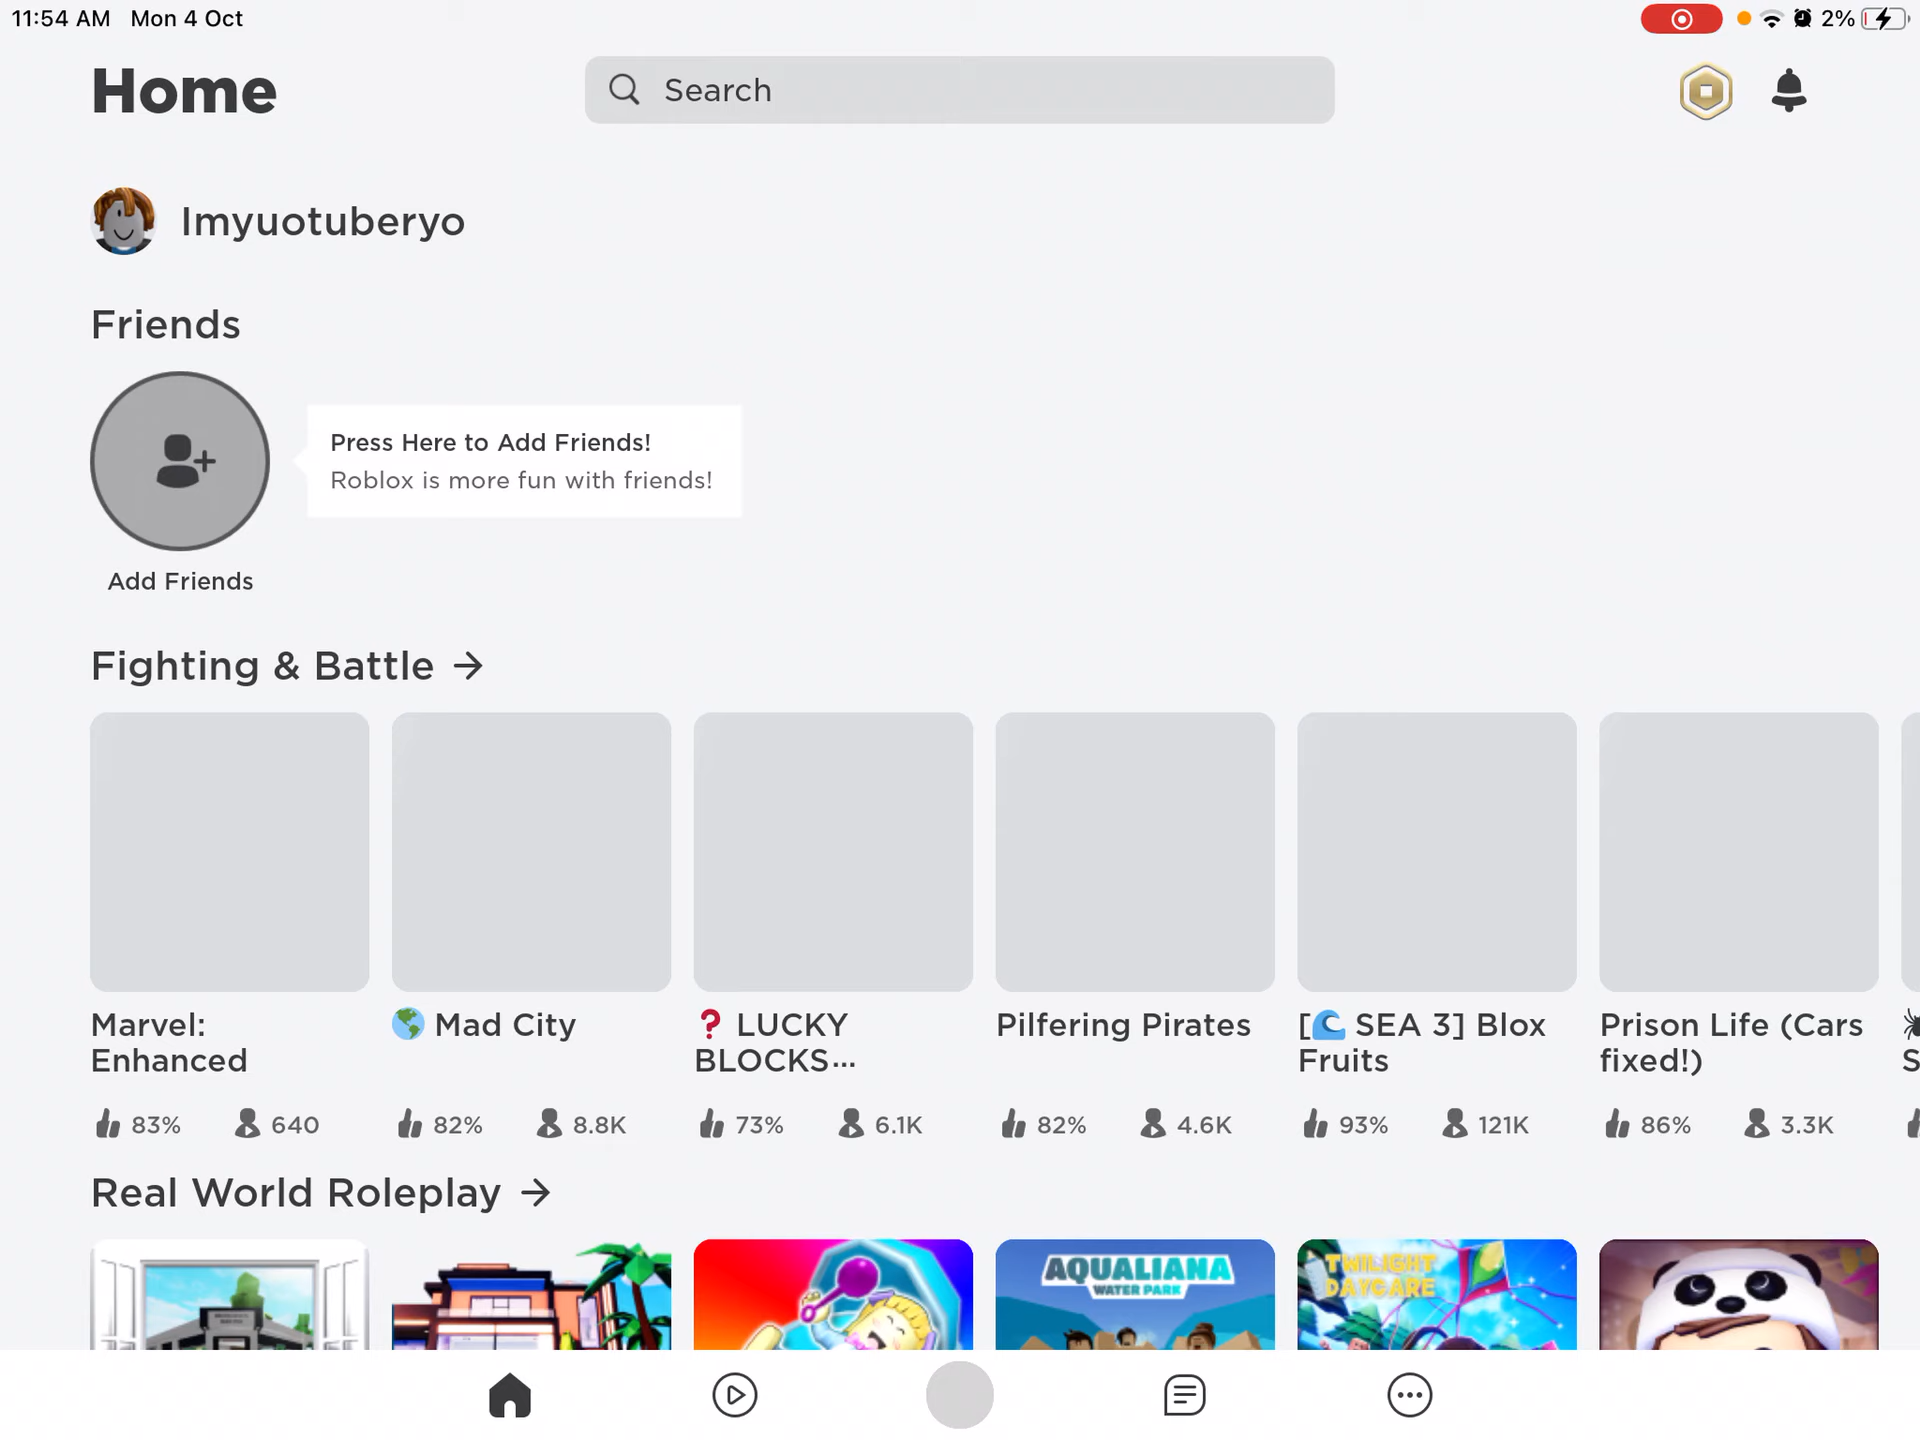 11:54 AM Mon 4 Oct
2%
Home
Search
Imyuotuberyo
Friends
Press Here to Add Friends!
Roblox is more fun with friends!
Add Friends
Fighting & Battle →
Marvel:
Enhanced
83% 640
🌎 Mad City
82% 8.8K
❓ LUCKY
BLOCKS...
73% 6.1K
Pilfering Pirates
82% 4.6K
[🌊 SEA 3] Blox
Fruits
93% 121K
Prison Life (Cars
fixed!)
86% 3.3K
🕷
S
Real World Roleplay →
AQUALIANA
WATER PARK
TWILIGHT
DAYCARE